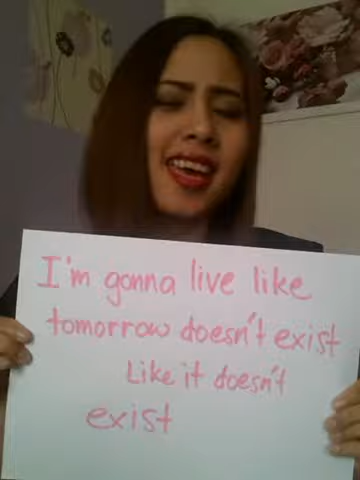 I'm gonna live like
tomorrow doesn't exist
Like it doesn't
exist